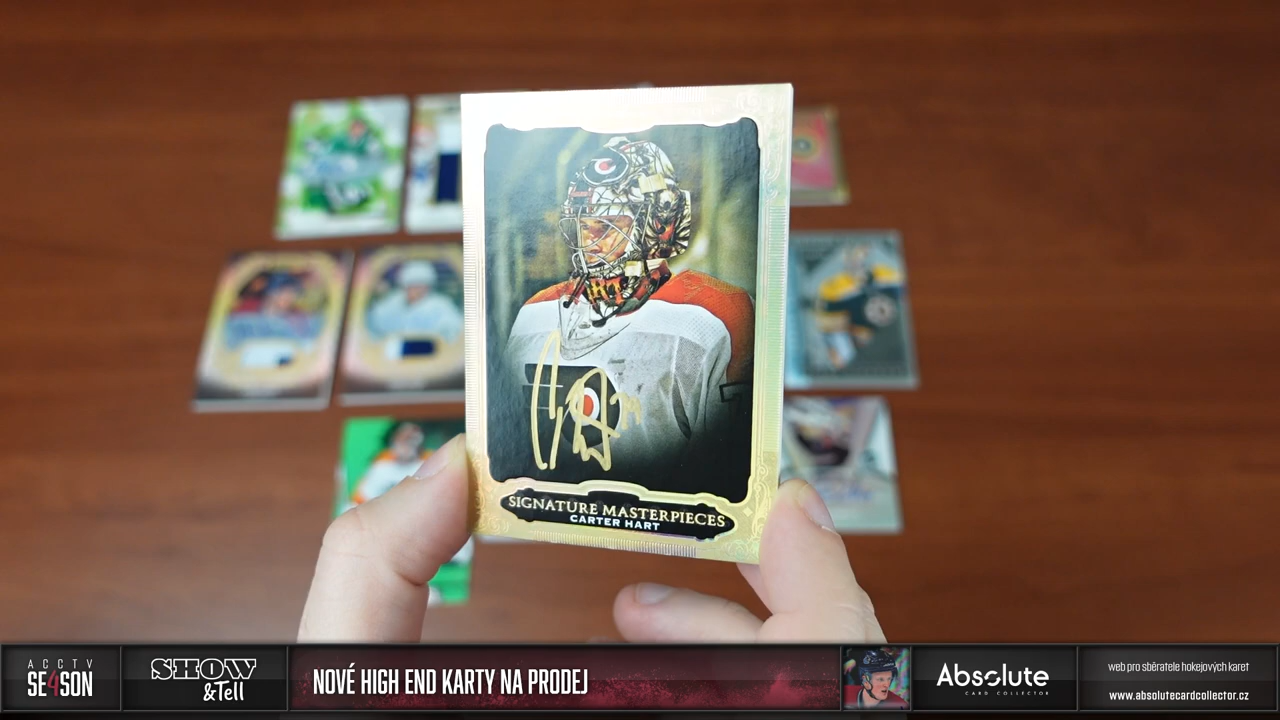 SIGNATURE MASTERPIECES
CARTER HART
ACCTV
SE4SON
SHOW
&Tell
NOVÉ HIGH END KARTY NA PRODEJ
Absolute
CARD COLLECTOR
web pro sběratele hokejových karet
www.absolutecardcollector.cz